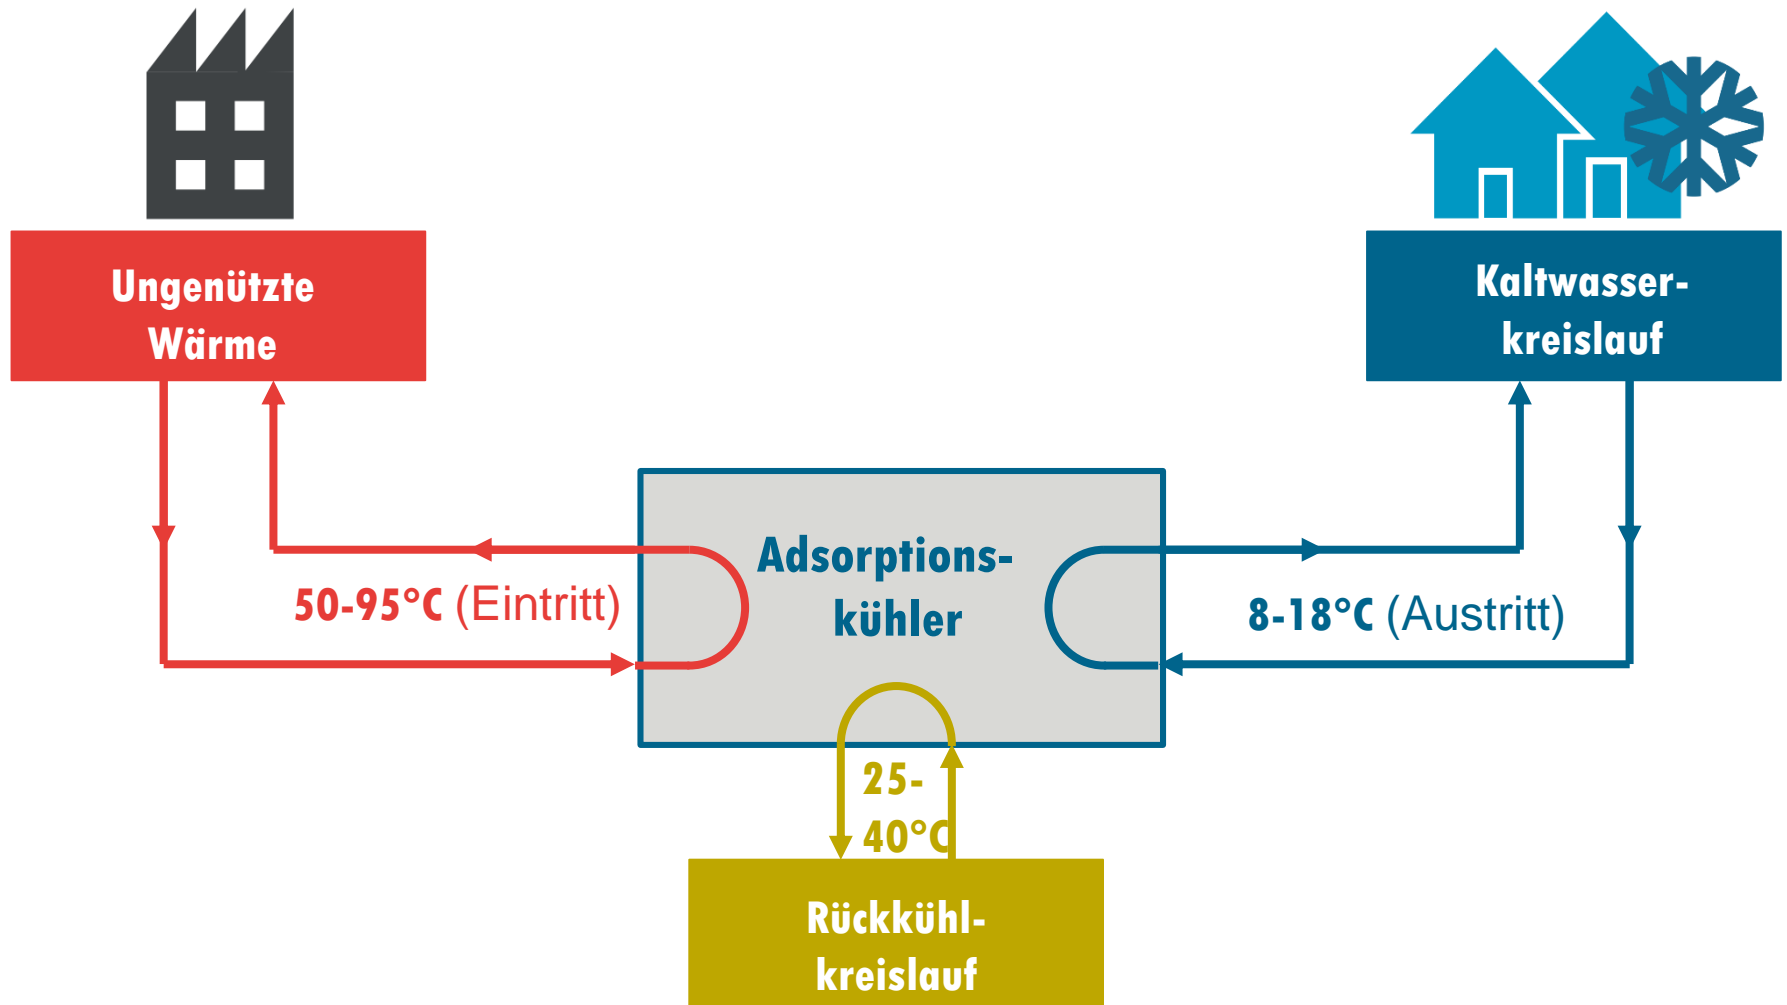 Ungenützte
Wärme
Kaltwasser-
kreislauf
Adsorptions-
kühler
50-95°C (Eintritt)
8-18°C (Austritt)
25-
40°C
Rückkühl-
kreislauf